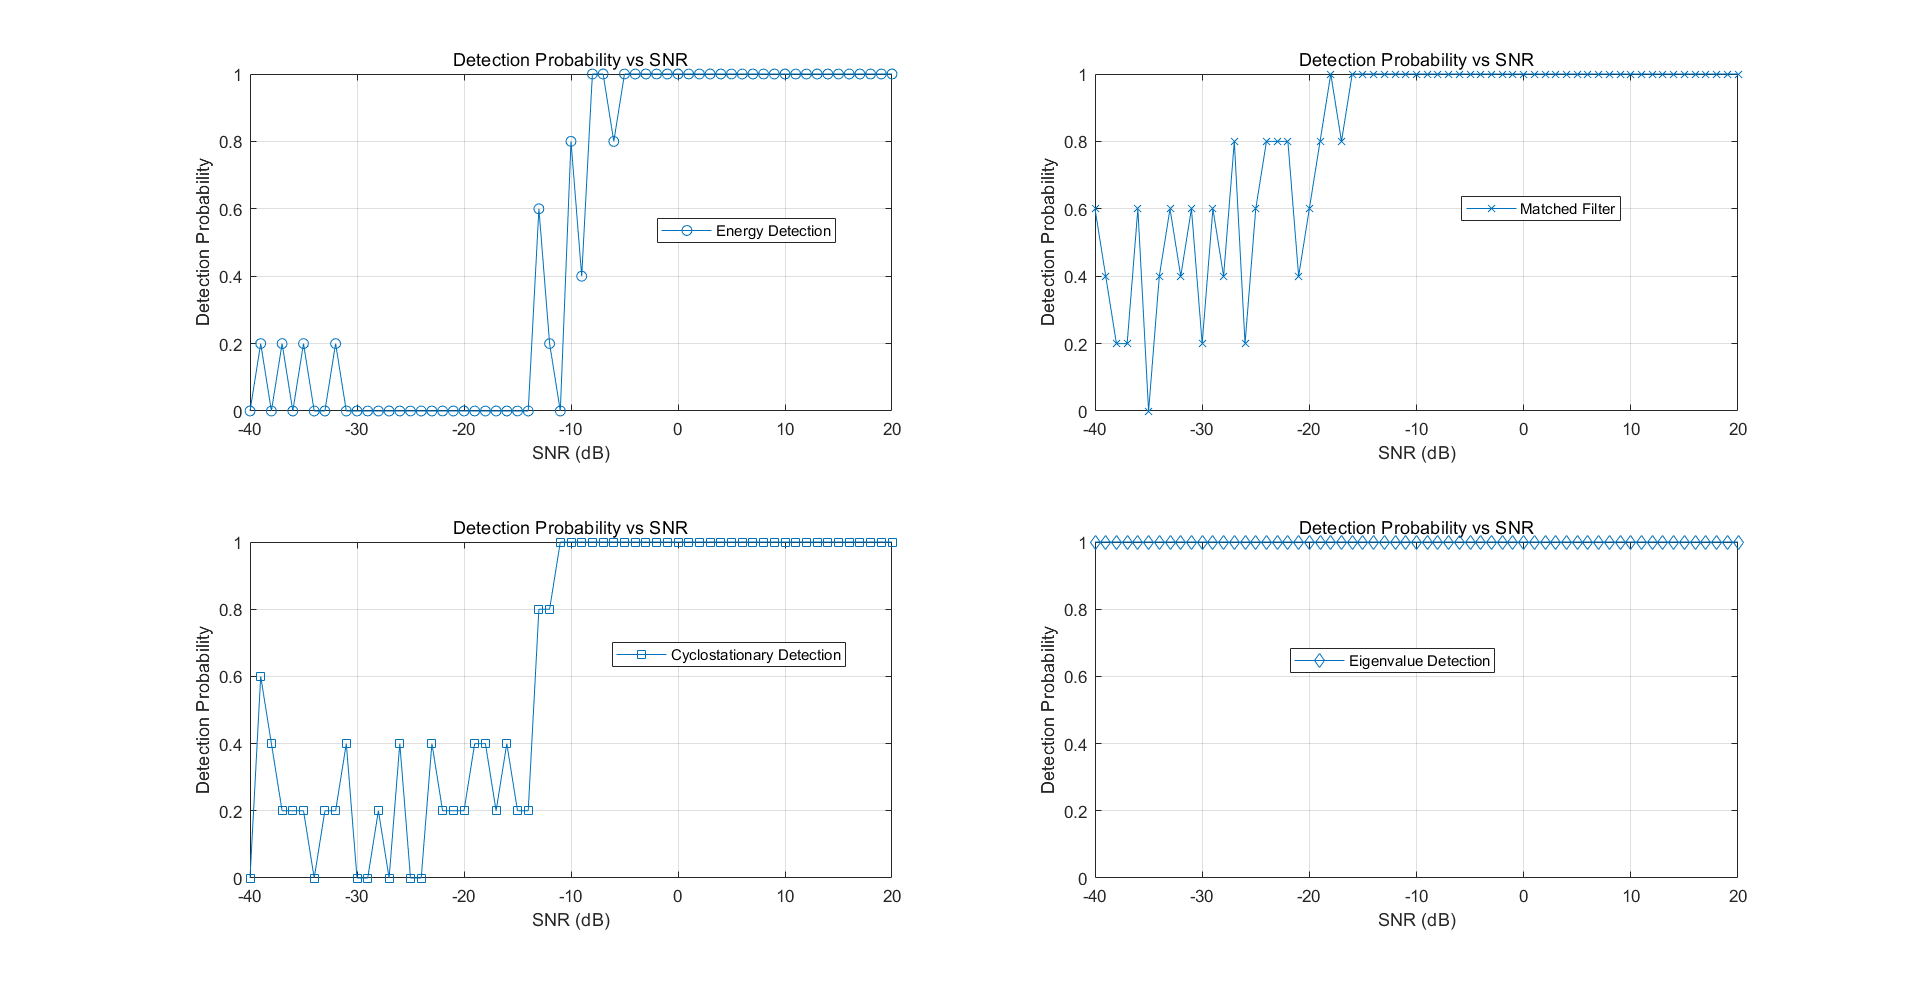 Detection Probability vs SNR
1
0.8
0.6
0.4
0.2
0
Detection Probability
Energy Detection
-40 -30 -20 -10 0 10 20
SNR (dB)
Detection Probability vs SNR
1
0.8
0.6
0.4
0.2
0
Detection Probability
Matched Filter
-40 -30 -20 -10 0 10 20
SNR (dB)
Detection Probability vs SNR
1
0.8
0.6
0.4
0.2
0
Detection Probability
Cyclostationary Detection
-40 -30 -20 -10 0 10 20
SNR (dB)
Detection Probability vs SNR
1
0.8
0.6
0.4
0.2
0
Detection Probability
Eigenvalue Detection
-40 -30 -20 -10 0 10 20
SNR (dB)